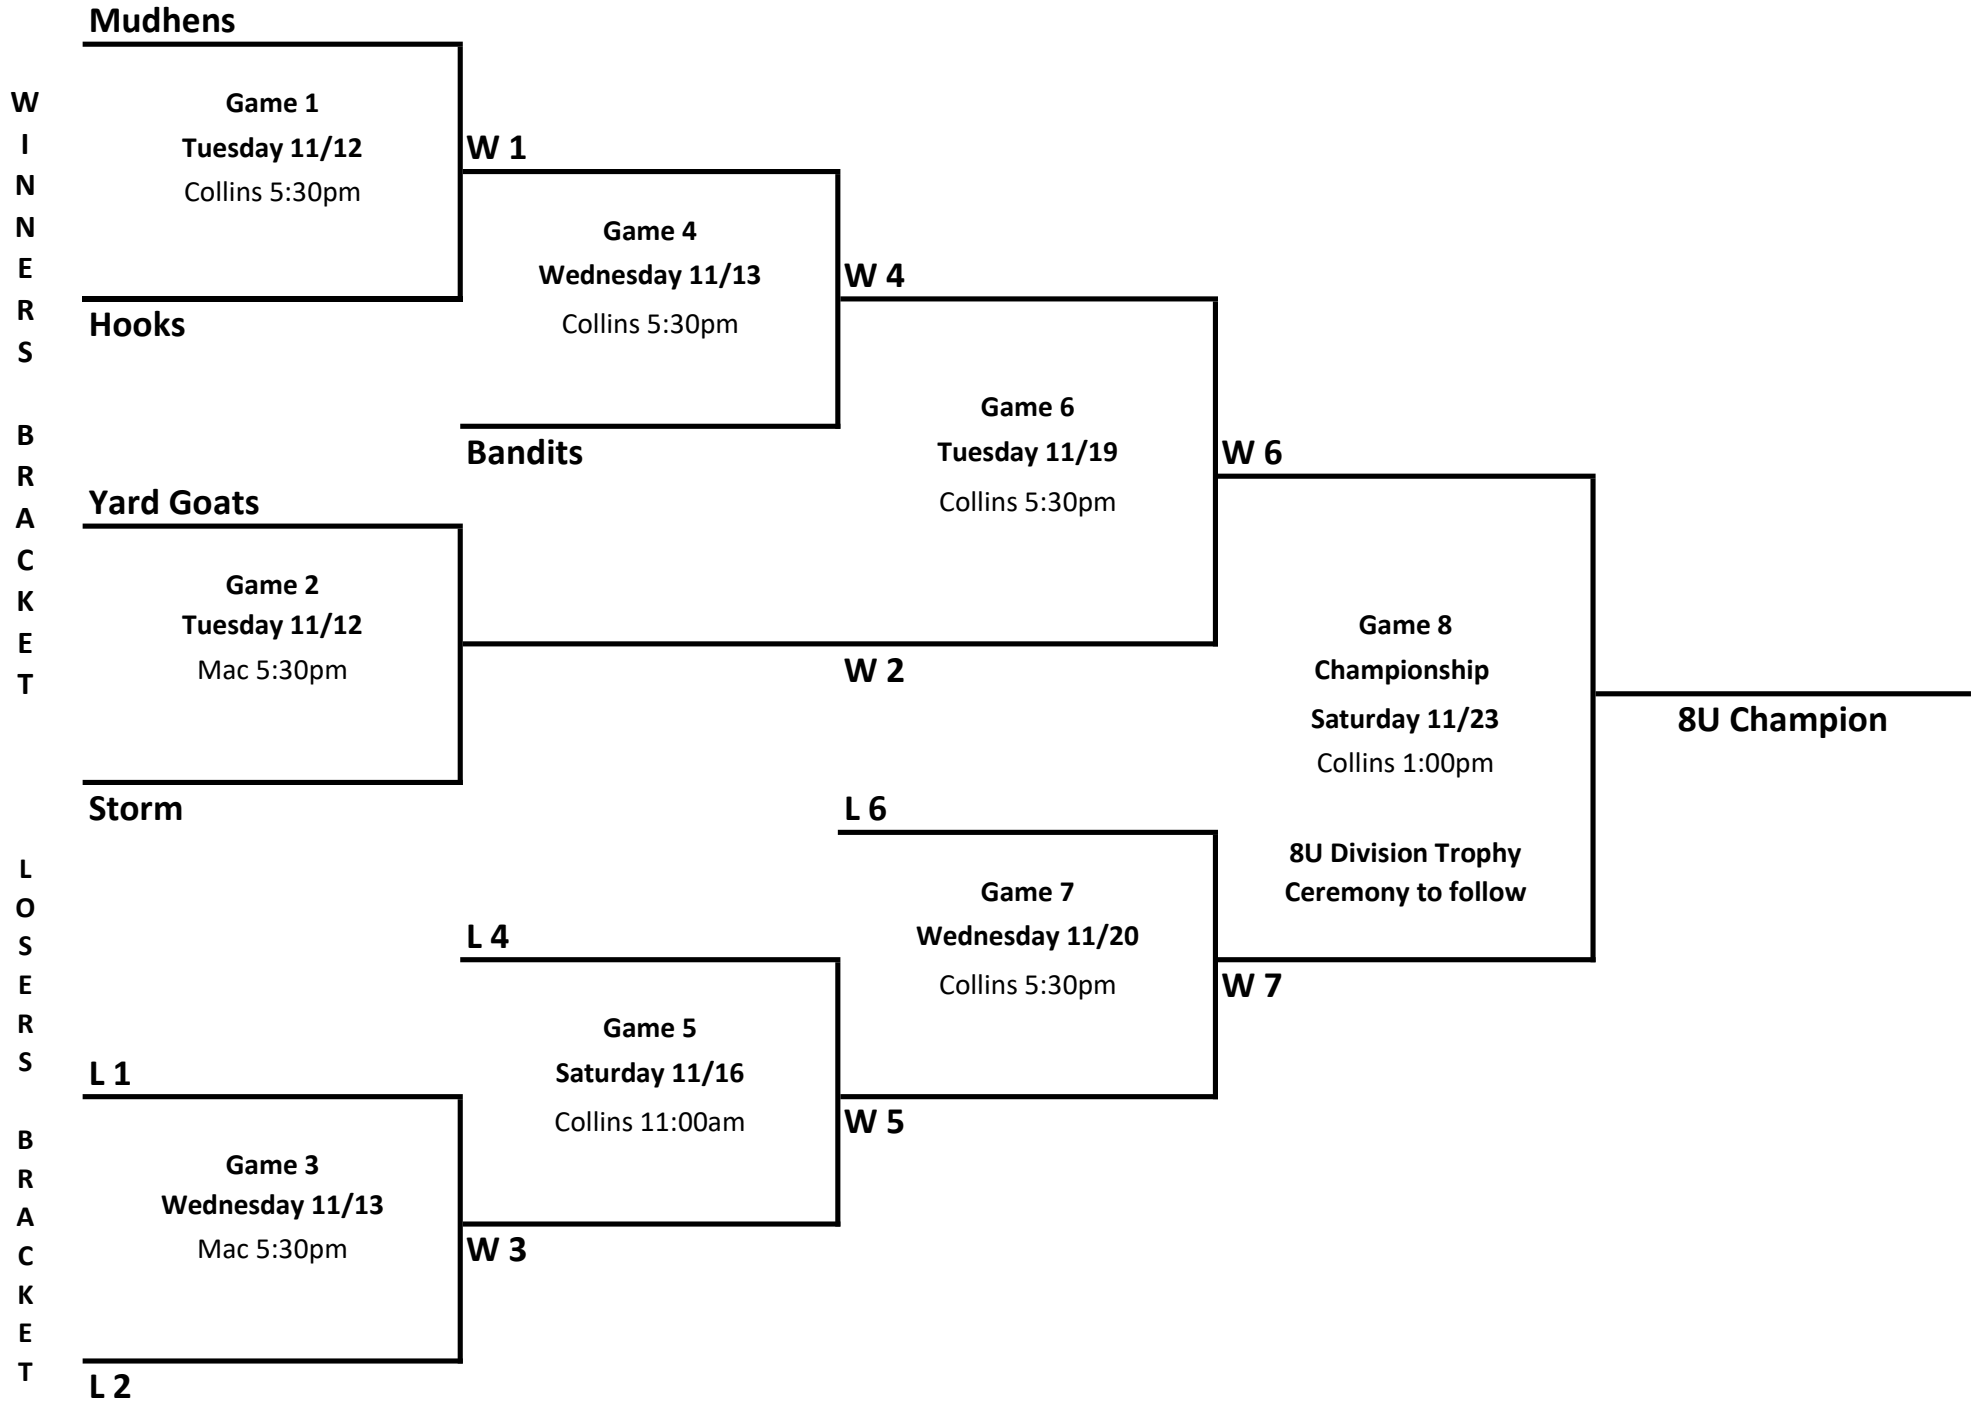 Mudhens
WINNERS BRACKET
Game 1
Tuesday 11/12
Collins 5:30pm
Hooks
W 1
Game 4
Wednesday 11/13
Collins 5:30pm
Bandits
W 4
Game 6
Tuesday 11/19
Collins 5:30pm
W 6
Yard Goats
Game 2
Tuesday 11/12
Mac 5:30pm
Storm
W 2
Game 8
Championship
Saturday 11/23
Collins 1:00pm
8U Division Trophy
Ceremony to follow
8U Champion
LOSERS BRACKET
L 6
Game 7
Wednesday 11/20
Collins 5:30pm
W 7
L 4
Game 5
Saturday 11/16
Collins 11:00am
W 5
L 1
Game 3
Wednesday 11/13
Mac 5:30pm
W 3
L 2